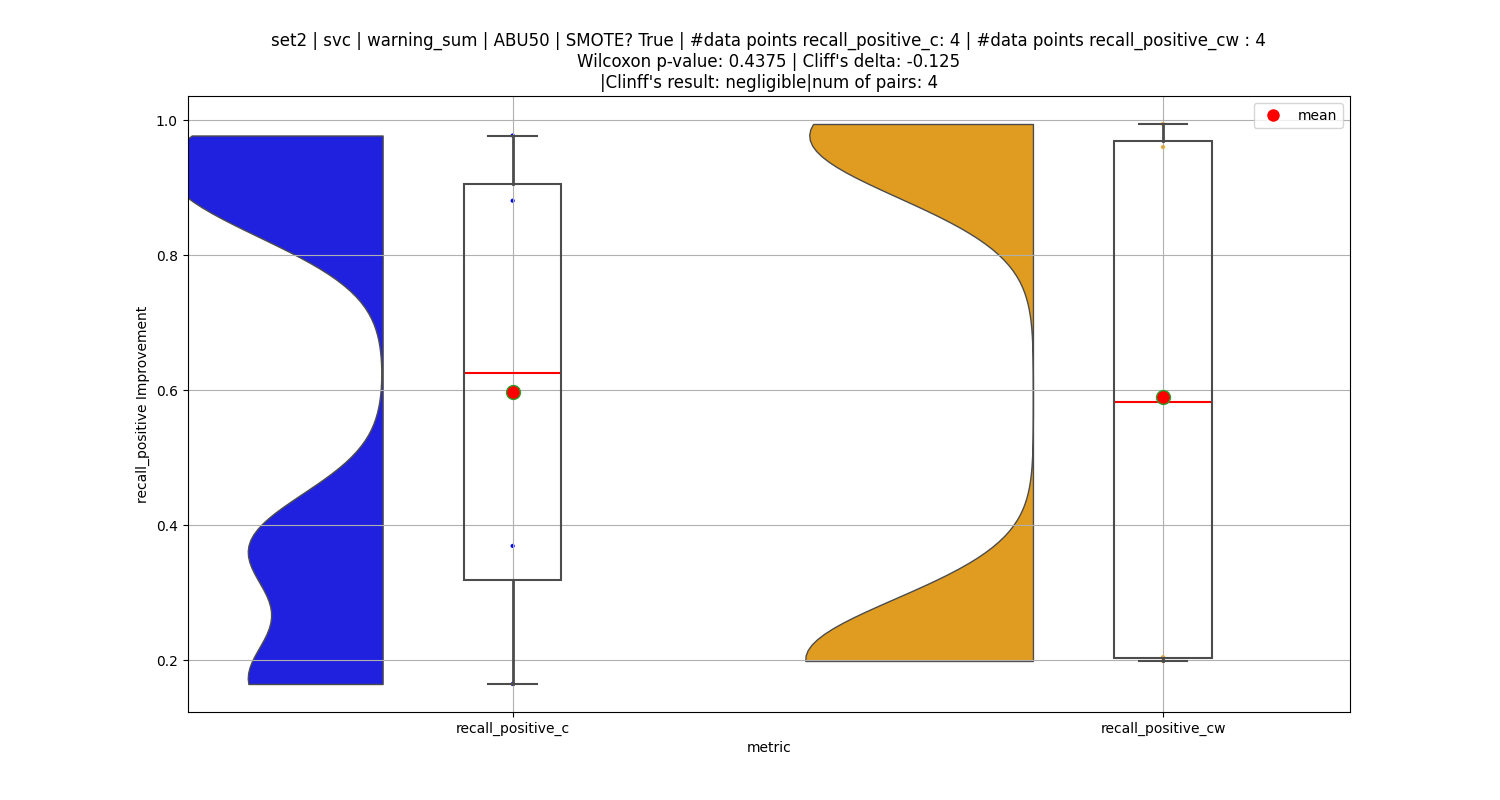 set2 | svc | warning_sum | ABU50 | SMOTE? True | #data points recall_positive_c: 4 | #data points recall_positive_cw : 4
Wilcoxon p-value: 0.4375 | Cliff's delta: -0.125
|Clinff's result: negligible|num of pairs: 4
mean
1.0
0.8
0.6
0.4
0.2
recall_positive Improvement
recall_positive_c
recall_positive_cw
metric